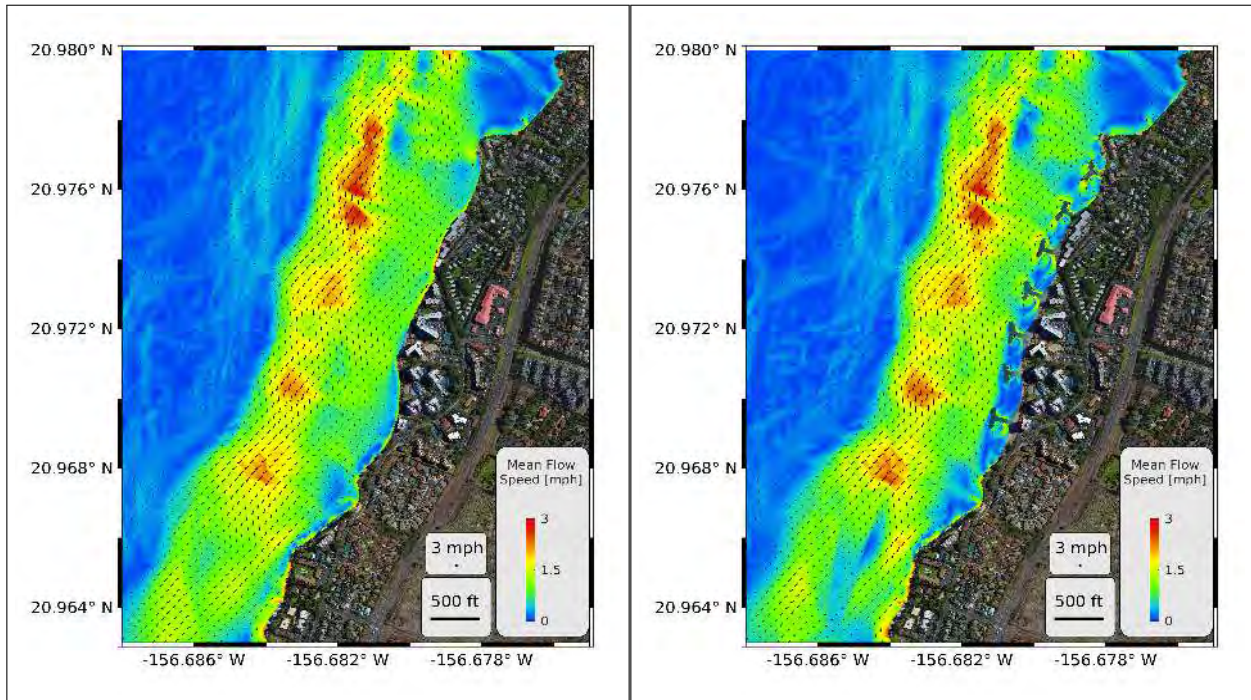 20.980° N
20.976° N
20.972° N
20.968° N
20.964° N
-156.686° W
-156.682° W
-156.678° W
Mean Flow
Speed [mph]
3
1.5
0
3 mph
500 ft
20.980° N
20.976° N
20.972° N
20.968° N
20.964° N
-156.686° W
-156.682° W
-156.678° W
Mean Flow
Speed [mph]
3
1.5
0
3 mph
500 ft